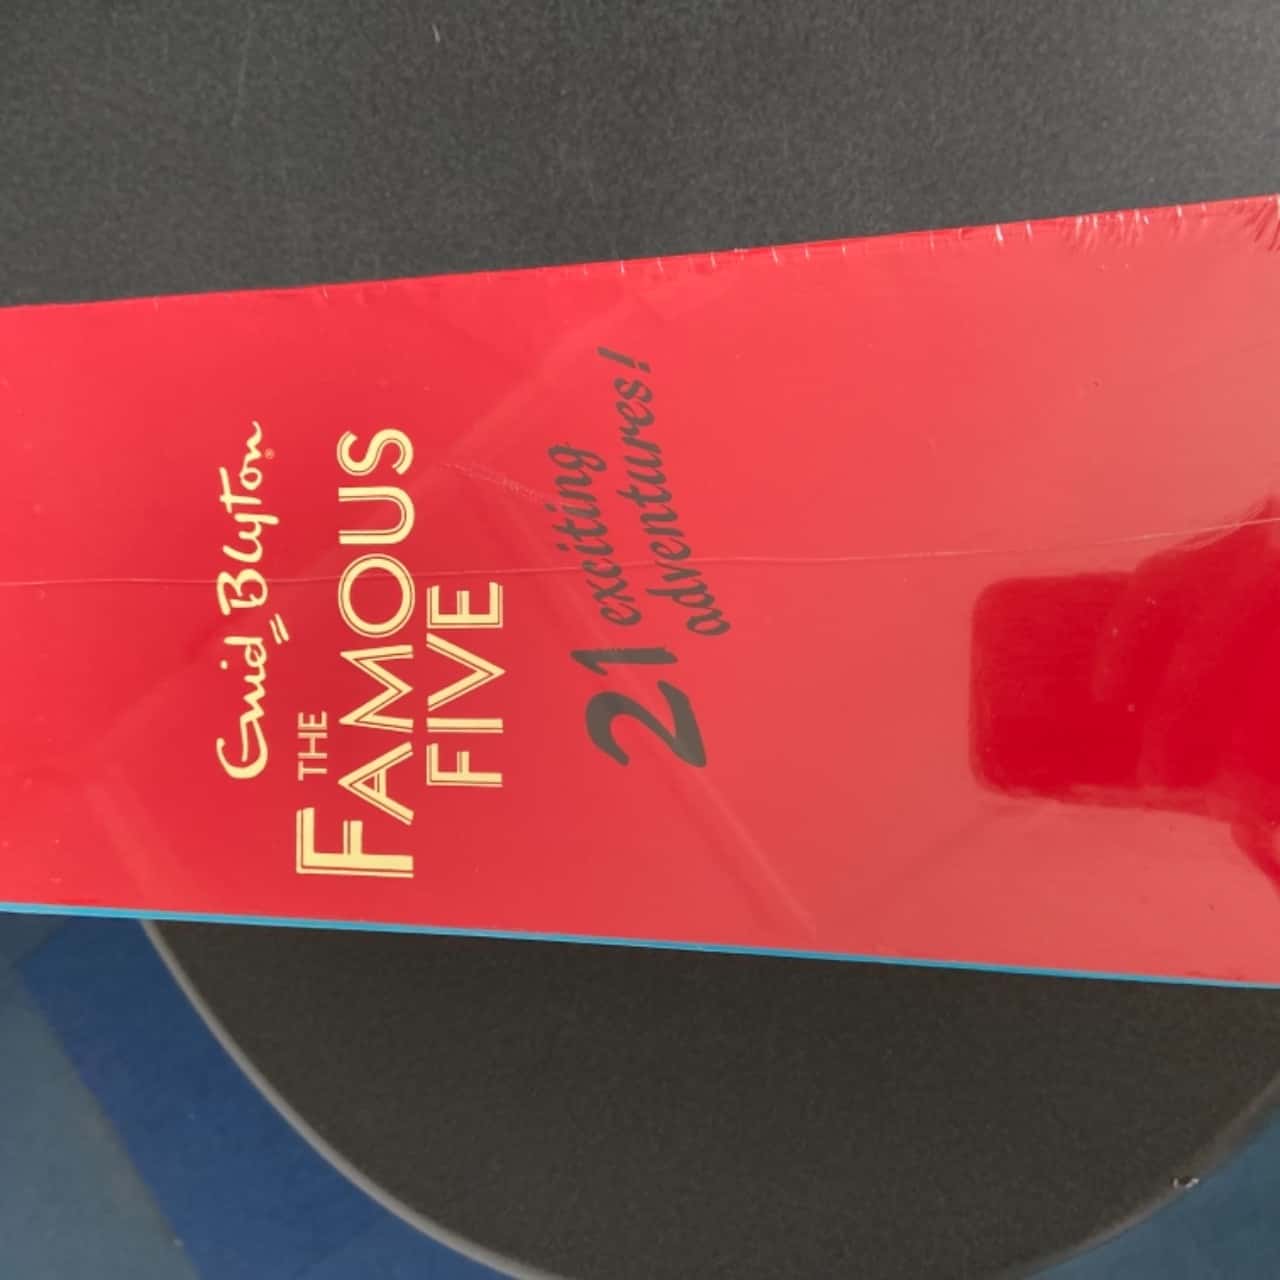 Enid Blyton®
THE
FAMOUS
FIVE
21 exciting
adventures!